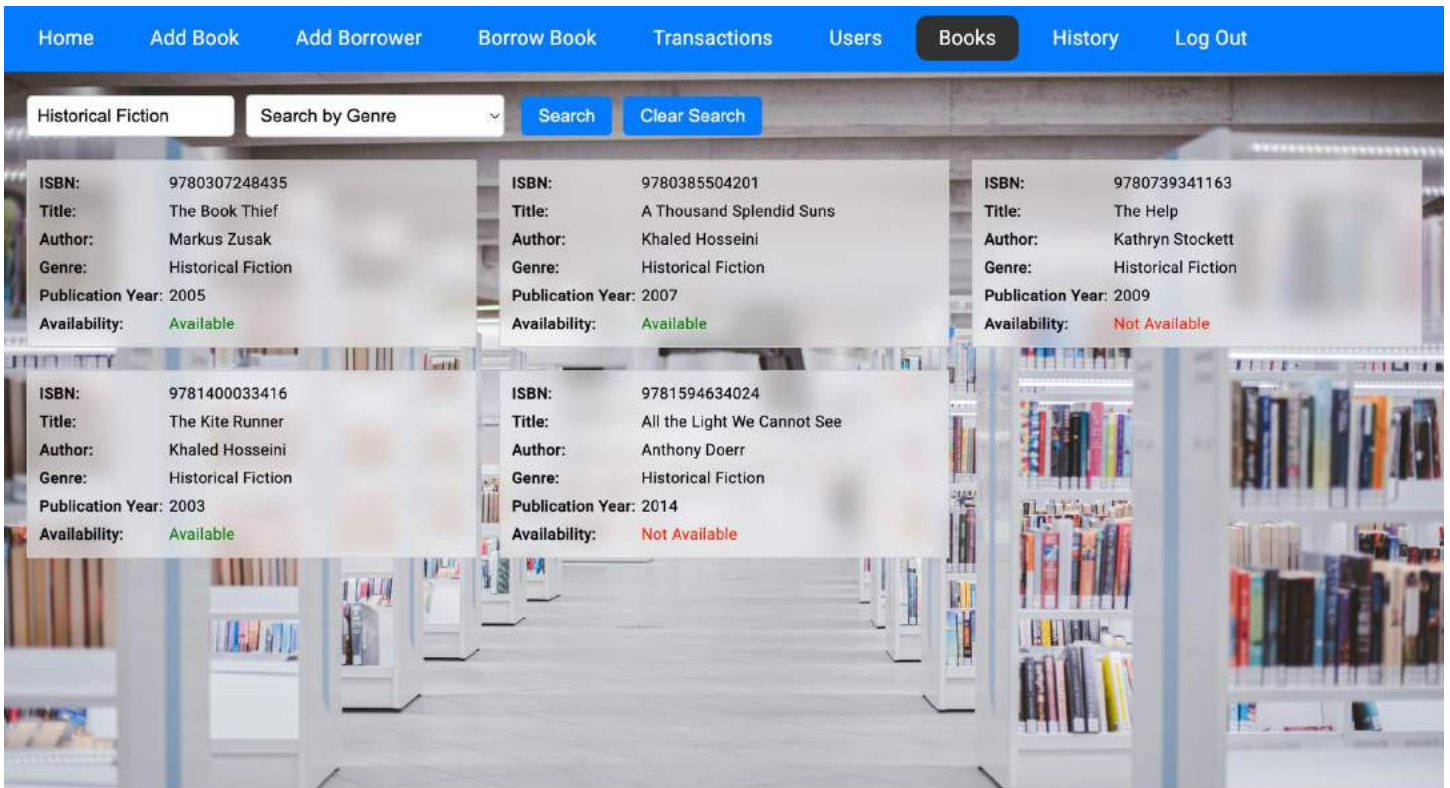 Home Add Book Add Borrower Borrow Book Transactions Users Books History Log Out
Historical Fiction Search by Genre Search Clear Search
ISBN: 9780307248435
Title: The Book Thief
Author: Markus Zusak
Genre: Historical Fiction
Publication Year: 2005
Availability: Available
ISBN: 9780385504201
Title: A Thousand Splendid Suns
Author: Khaled Hosseini
Genre: Historical Fiction
Publication Year: 2007
Availability: Available
ISBN: 9780739341163
Title: The Help
Author: Kathryn Stockett
Genre: Historical Fiction
Publication Year: 2009
Availability: Not Available
ISBN: 9781400033416
Title: The Kite Runner
Author: Khaled Hosseini
Genre: Historical Fiction
Publication Year: 2003
Availability: Available
ISBN: 9781594634024
Title: All the Light We Cannot See
Author: Anthony Doerr
Genre: Historical Fiction
Publication Year: 2014
Availability: Not Available